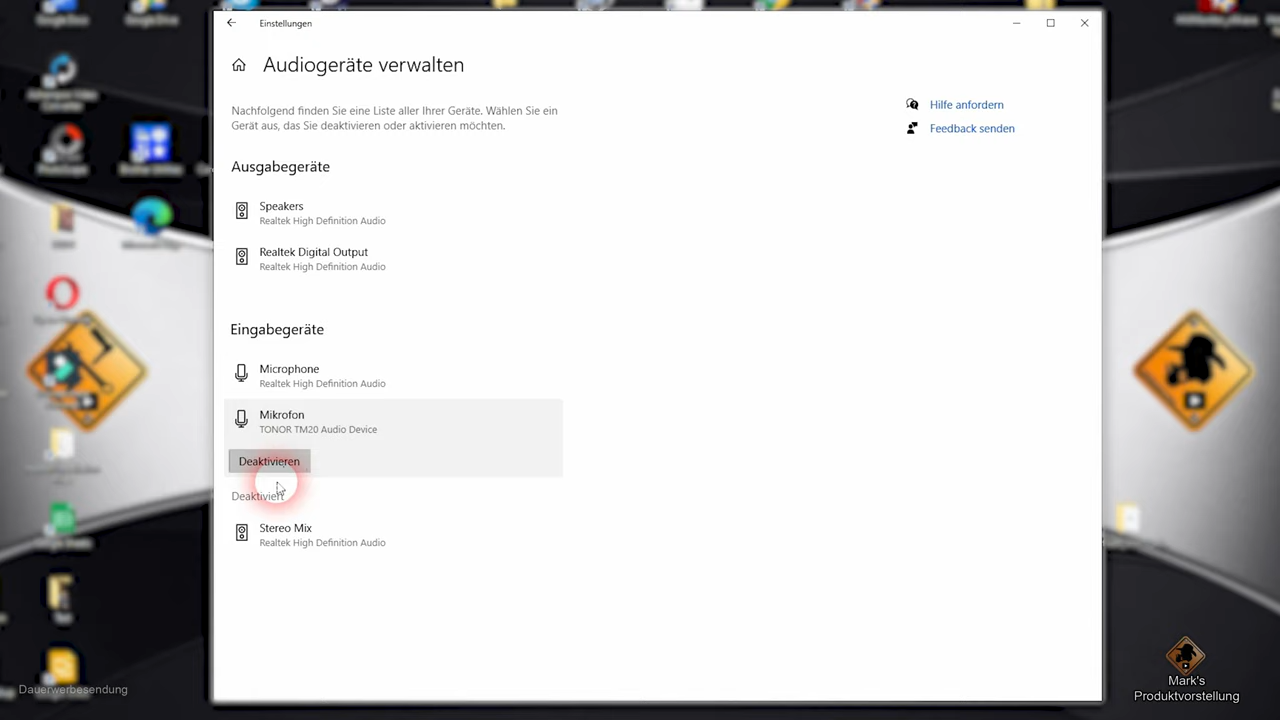 Einstellungen
Audiogeräte verwalten
Nachfolgend finden Sie eine Liste aller Ihrer Geräte. Wählen Sie ein
Gerät aus, das Sie deaktivieren oder aktivieren möchten.
Hilfe anfordern
Feedback senden
Ausgabegeräte
Speakers
Realtek High Definition Audio
Realtek Digital Output
Realtek High Definition Audio
Eingabegeräte
Microphone
Realtek High Definition Audio
Mikrofon
TONOR TM20 Audio Device
Deaktivieren
Deaktiviert
Stereo Mix
Realtek High Definition Audio
Dauerwerbesendung
Mark's
Produktvorstellung